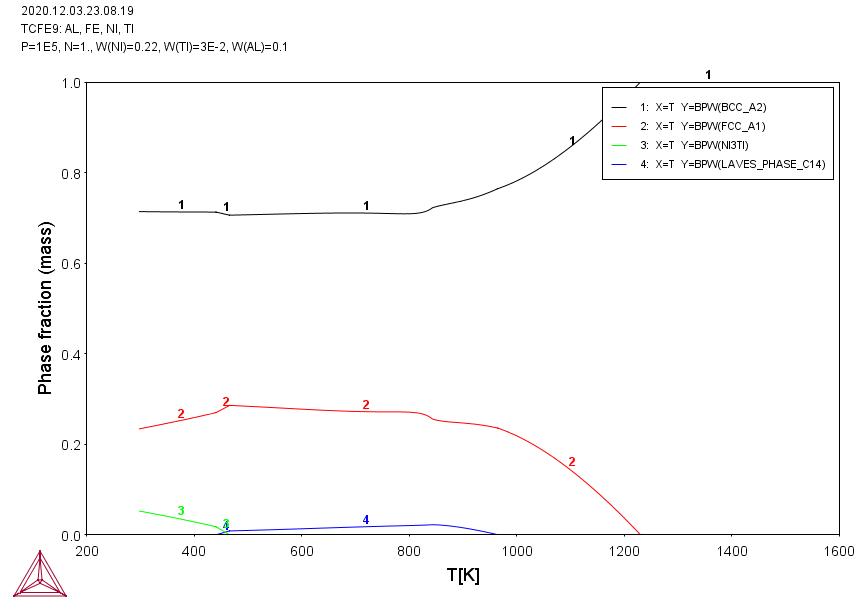 2020.12.03.23.08.19
TCFE9: AL, FE, NI, TI
P=1E5, N=1., W(NI)=0.22, W(TI)=3E-2, W(AL)=0.1
1
1.0
1: X=T Y=BPW(BCC_A2)
2: X=T Y=BPW(FCC_A1)
3: X=T Y=BPW(NI3TI)
4: X=T Y=BPW(LAVES_PHASE_C14)
1
0.8
1 1 1
Phase fraction (mass)
0.6
0.4
2 2 2
2
0.2
3 3
4 4
0.0
200 400 600 800 1000 1200 1400 1600
T[K]